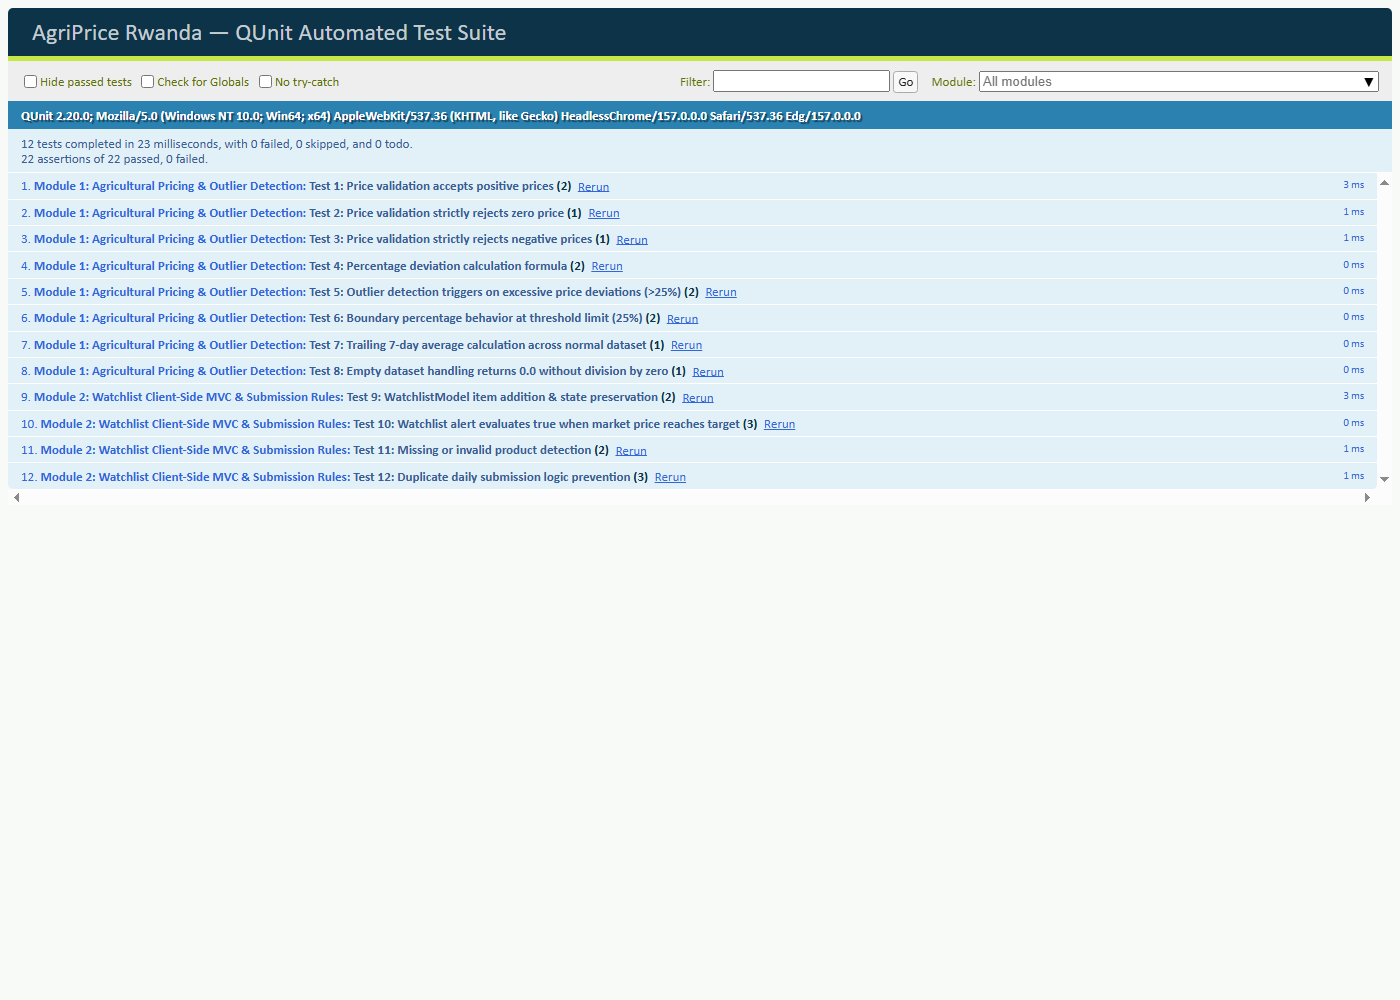 AgriPrice Rwanda — QUnit Automated Test Suite
Hide passed tests Check for Globals No try-catch Filter: Go Module: All modules ▼
QUnit 2.20.0; Mozilla/5.0 (Windows NT 10.0; Win64; x64) AppleWebKit/537.36 (KHTML, like Gecko) HeadlessChrome/157.0.0.0 Safari/537.36 Edg/157.0.0.0
12 tests completed in 23 milliseconds, with 0 failed, 0 skipped, and 0 todo.
22 assertions of 22 passed, 0 failed.
1. Module 1: Agricultural Pricing & Outlier Detection: Test 1: Price validation accepts positive prices (2) Rerun 3 ms
2. Module 1: Agricultural Pricing & Outlier Detection: Test 2: Price validation strictly rejects zero price (1) Rerun 1 ms
3. Module 1: Agricultural Pricing & Outlier Detection: Test 3: Price validation strictly rejects negative prices (1) Rerun 1 ms
4. Module 1: Agricultural Pricing & Outlier Detection: Test 4: Percentage deviation calculation formula (2) Rerun 0 ms
5. Module 1: Agricultural Pricing & Outlier Detection: Test 5: Outlier detection triggers on excessive price deviations (>25%) (2) Rerun 0 ms
6. Module 1: Agricultural Pricing & Outlier Detection: Test 6: Boundary percentage behavior at threshold limit (25%) (2) Rerun 0 ms
7. Module 1: Agricultural Pricing & Outlier Detection: Test 7: Trailing 7-day average calculation across normal dataset (1) Rerun 0 ms
8. Module 1: Agricultural Pricing & Outlier Detection: Test 8: Empty dataset handling returns 0.0 without division by zero (1) Rerun 0 ms
9. Module 2: Watchlist Client-Side MVC & Submission Rules: Test 9: WatchlistModel item addition & state preservation (2) Rerun 3 ms
10. Module 2: Watchlist Client-Side MVC & Submission Rules: Test 10: Watchlist alert evaluates true when market price reaches target (3) Rerun 0 ms
11. Module 2: Watchlist Client-Side MVC & Submission Rules: Test 11: Missing or invalid product detection (2) Rerun 1 ms
12. Module 2: Watchlist Client-Side MVC & Submission Rules: Test 12: Duplicate daily submission logic prevention (3) Rerun 1 ms